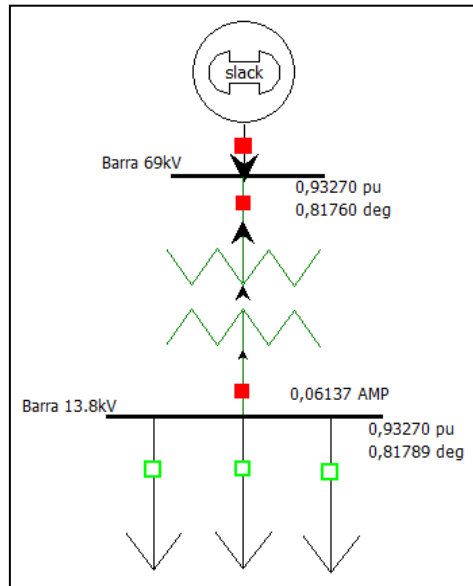 slack
Barra 69kV
0,93270 pu
0,81760 deg
Barra 13.8kV
0,06137 AMP
0,93270 pu
0,81789 deg